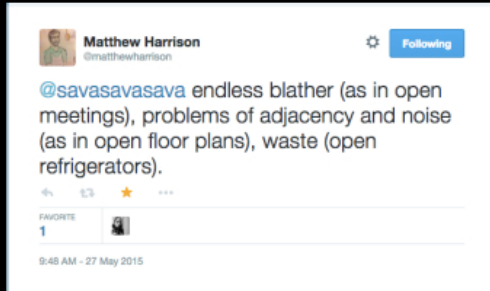 Matthew Harrison
@matthewharrison
Following
@savasavasava endless blather (as in open
meetings), problems of adjacency and noise
(as in open floor plans), waste (open
refrigerators).
FAVORITE
1
9:48 AM - 27 May 2015